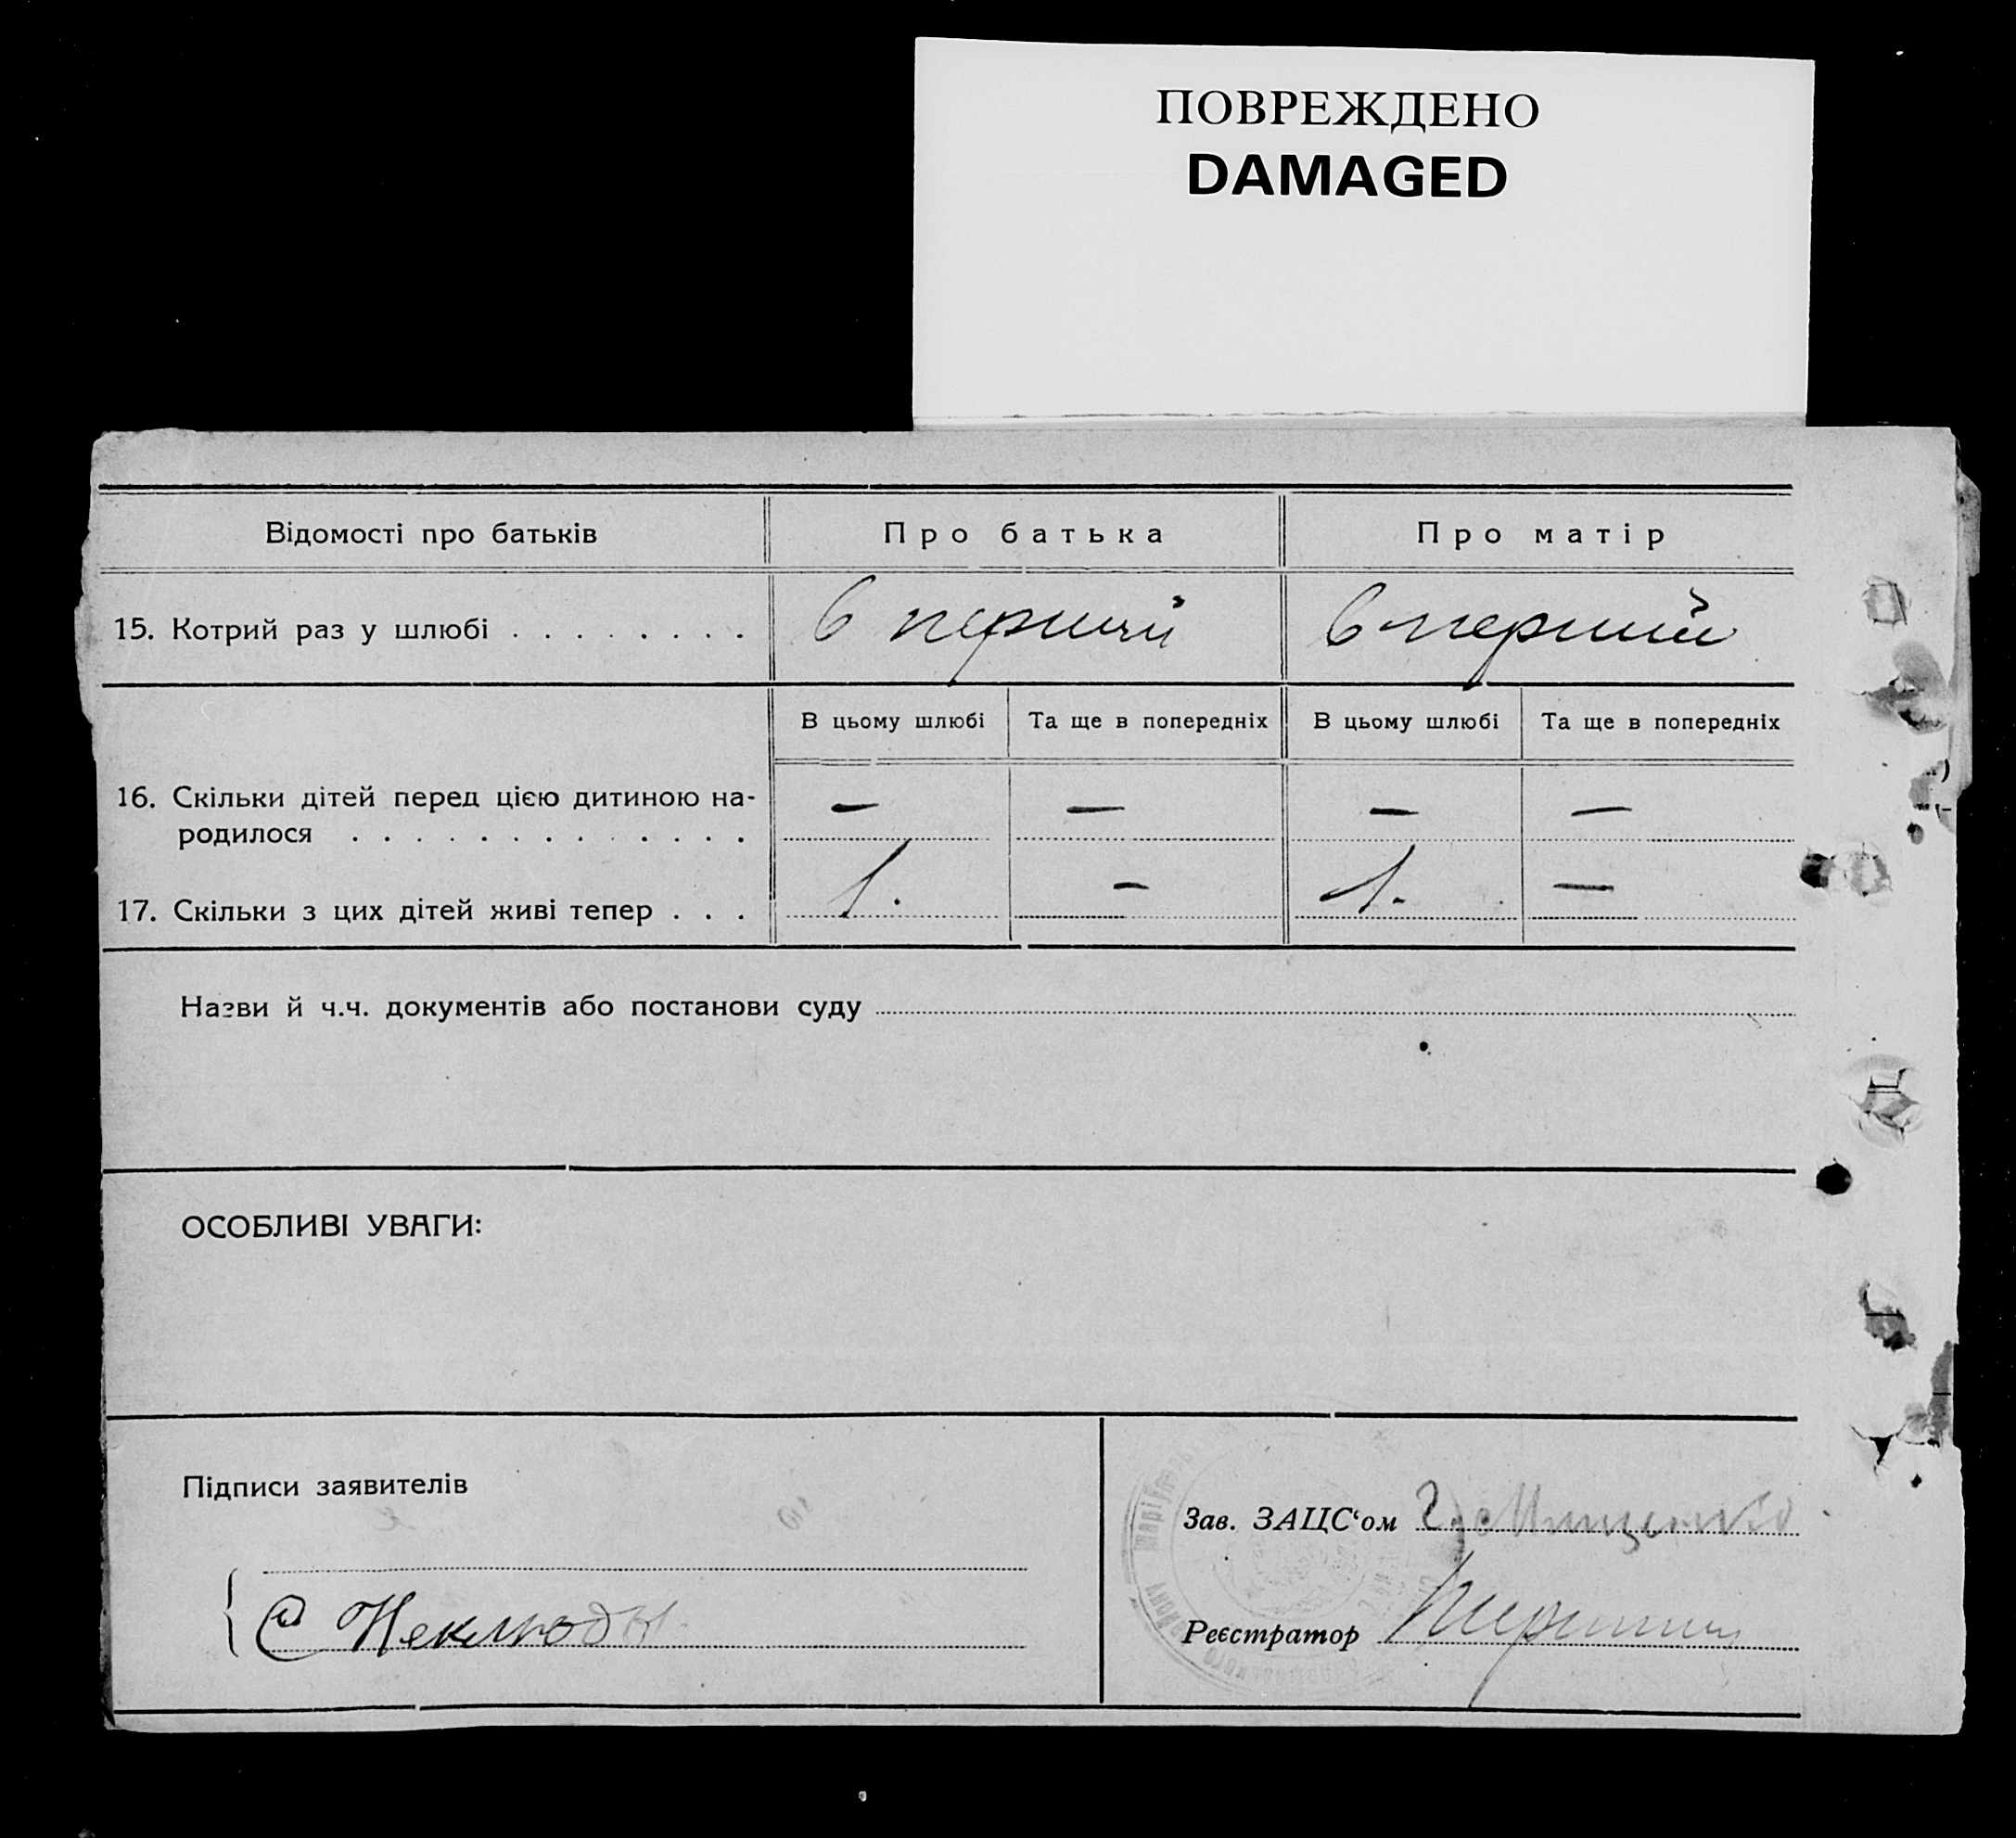 ПОВРЕЖДЕНО
DAMAGED
Відомості про батьків Про батька Про матір
15. Котрий раз у шлюбі . . . . . . . . в перший в перший
В цьому шлюбі Та ще в попередніх В цьому шлюбі Та ще в попередніх
16. Скільки дітей перед цією дитиною на- — — — —
родилося . . . . . . . . . . . . .
17. Скільки з цих дітей живі тепер . . . 1. — 1. —
Назви й ч.ч. документів або постанови суду
ОСОБЛИВІ УВАГИ:
Підписи заявителів
Зав. ЗАЦС‘ом
Реєстратор